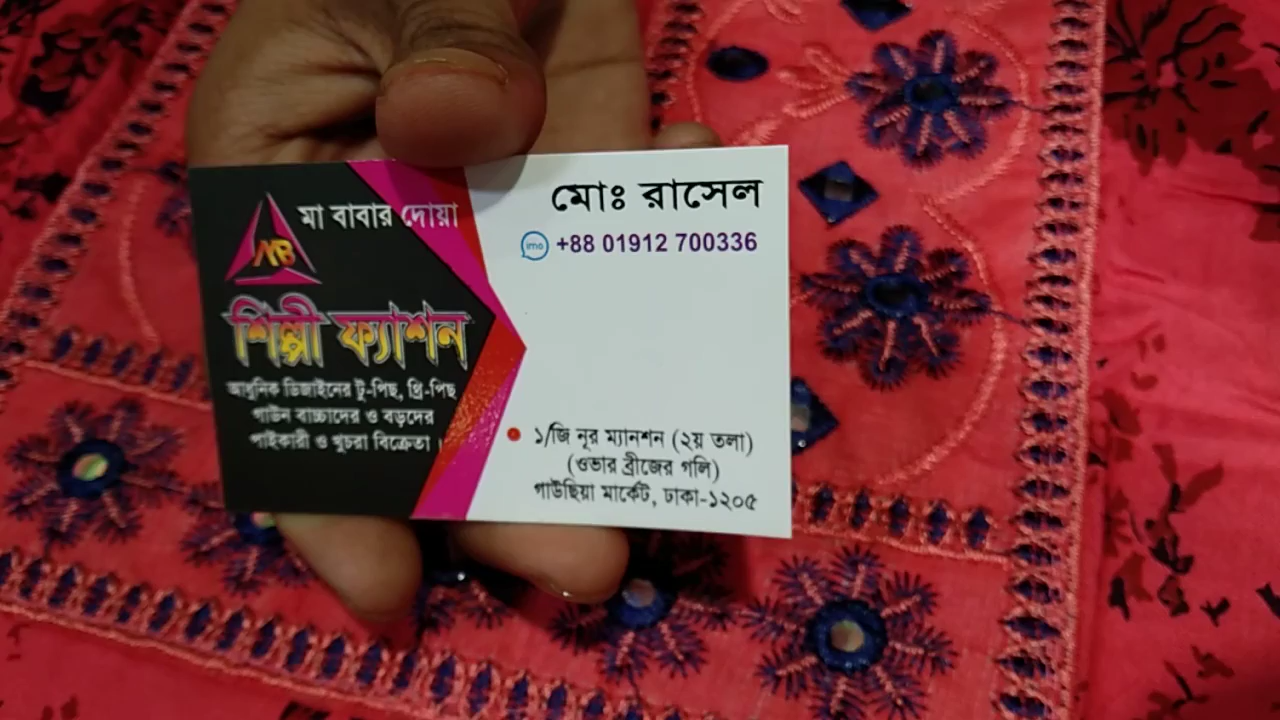 মা বাবার দোয়া
MB
শিল্পী ফ্যাশন
আধুনিক ডিজাইনের টু-পিছ, থ্রি-পিছ
গাউন বাচ্চাদের ও বড়দের
পাইকারী ও খুচরা বিক্রেতা।
মোঃ রাসেল
imo +88 01912 700336
১/জি নূর ম্যানশন (২য় তলা)
(ওভার ব্রীজের গলি)
গাউছিয়া মার্কেট, ঢাকা-১২০৫